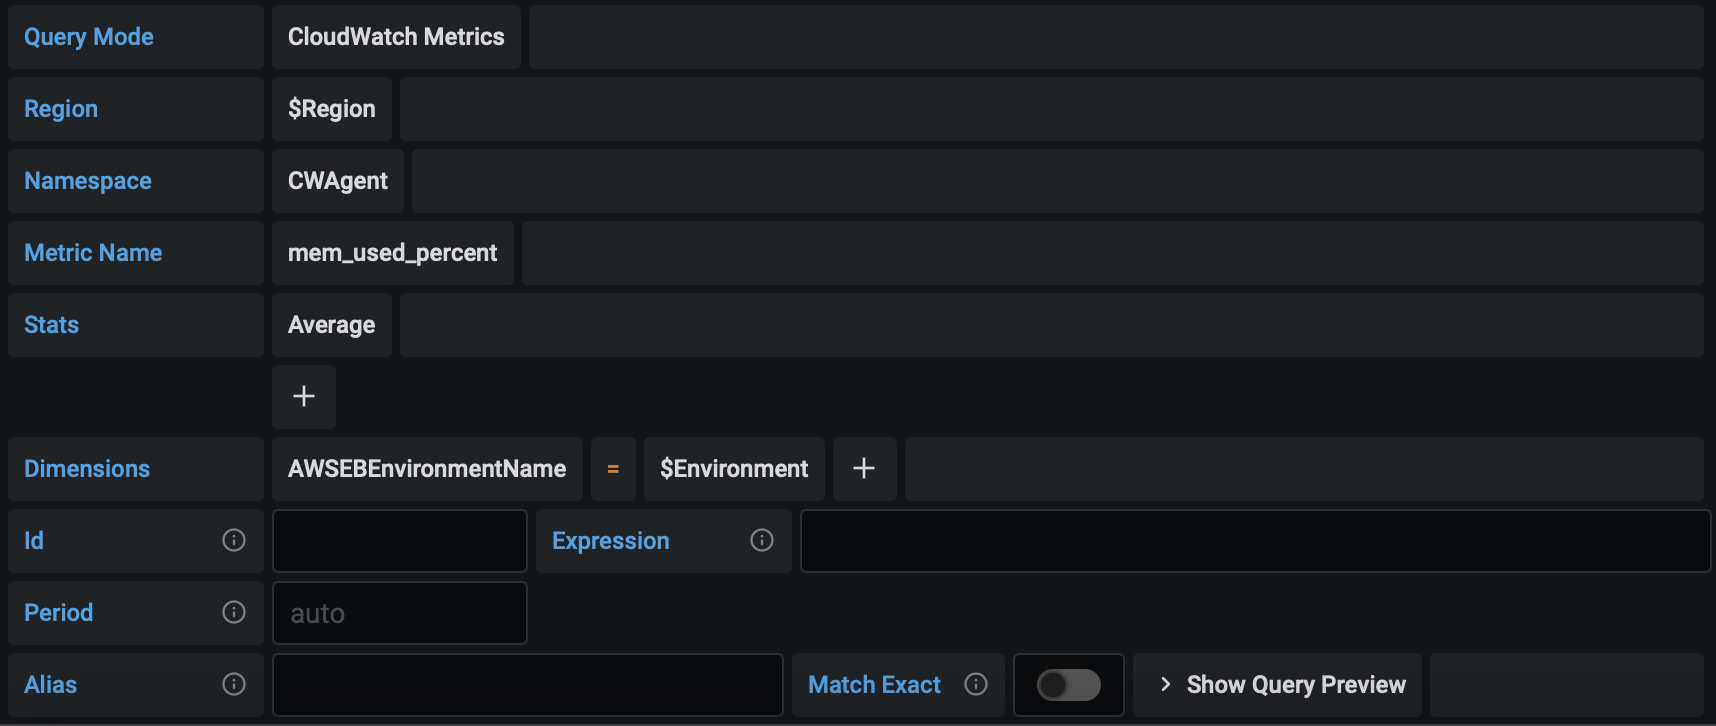 Query Mode CloudWatch Metrics
Region $Region
Namespace CWAgent
Metric Name mem_used_percent
Stats Average
+
Dimensions AWSEBEnvironmentName = $Environment +
Id Expression
Period auto
Alias Match Exact > Show Query Preview